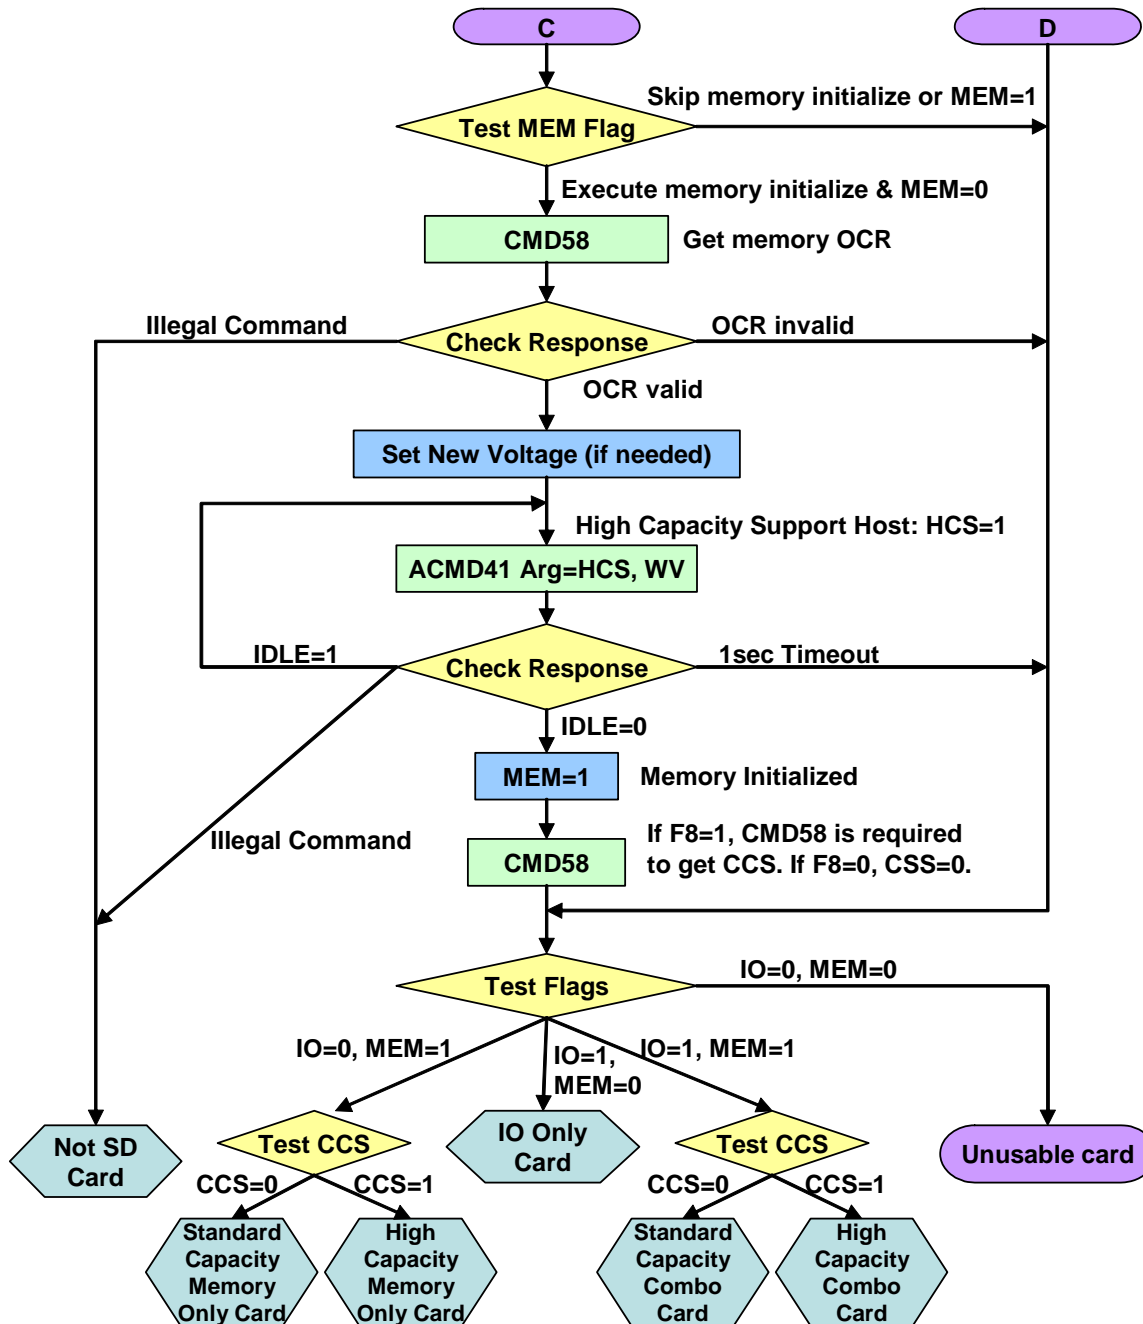 C
D
Skip memory initialize or MEM=1
Test MEM Flag
Execute memory initialize & MEM=0
CMD58
Get memory OCR
Illegal Command
OCR invalid
Check Response
OCR valid
Set New Voltage (if needed)
High Capacity Support Host: HCS=1
ACMD41 Arg=HCS, WV
IDLE=1
Check Response
1sec Timeout
IDLE=0
MEM=1
Memory Initialized
Illegal Command
CMD58
If F8=1, CMD58 is required
to get CCS. If F8=0, CSS=0.
IO=0, MEM=0
Test Flags
IO=0, MEM=1
IO=1,
MEM=0
IO=1, MEM=1
Not SD
Card
Test CCS
IO Only
Card
Test CCS
Unusable card
CCS=0
CCS=1
CCS=0
CCS=1
Standard
Capacity
Memory
Only Card
High
Capacity
Memory
Only Card
Standard
Capacity
Combo
Card
High
Capacity
Combo
Card